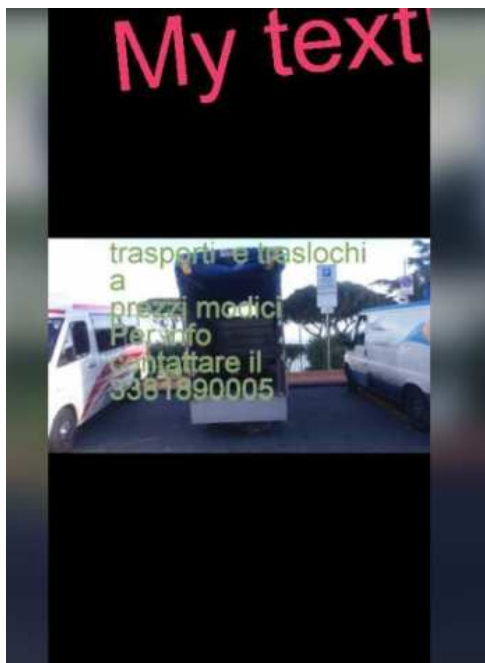 My text
trasporti e traslochi
a
prezzi modici
Per info
contattare il
3381890005